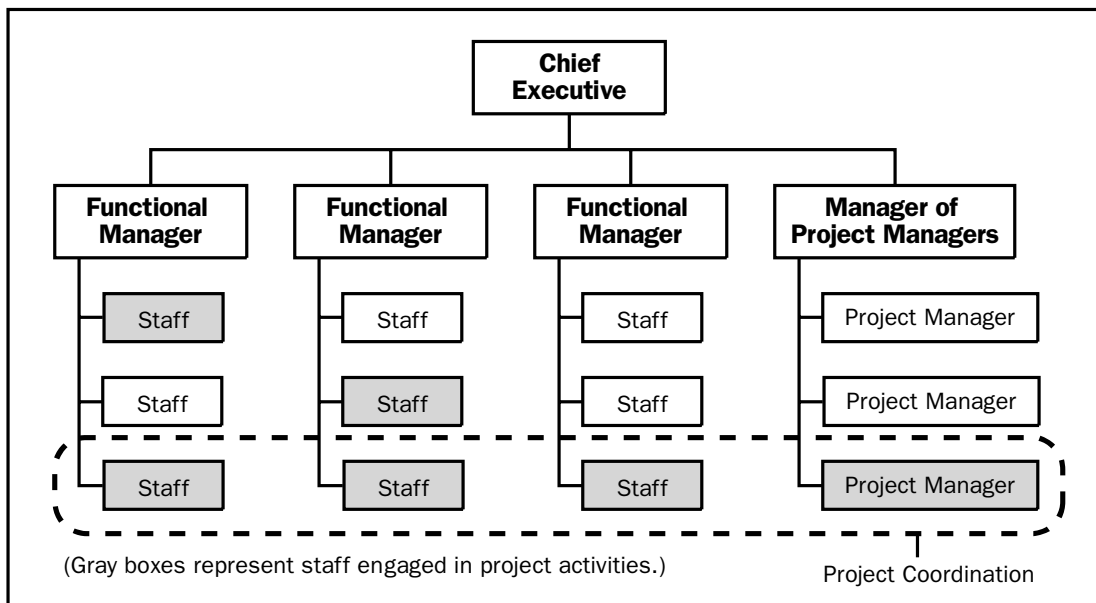 Chief
Executive
Functional
Manager
Functional
Manager
Functional
Manager
Manager of
Project Managers
Staff
Staff
Staff
Project Manager
Staff
Staff
Staff
Project Manager
Staff
Staff
Staff
Project Manager
(Gray boxes represent staff engaged in project activities.)
Project Coordination